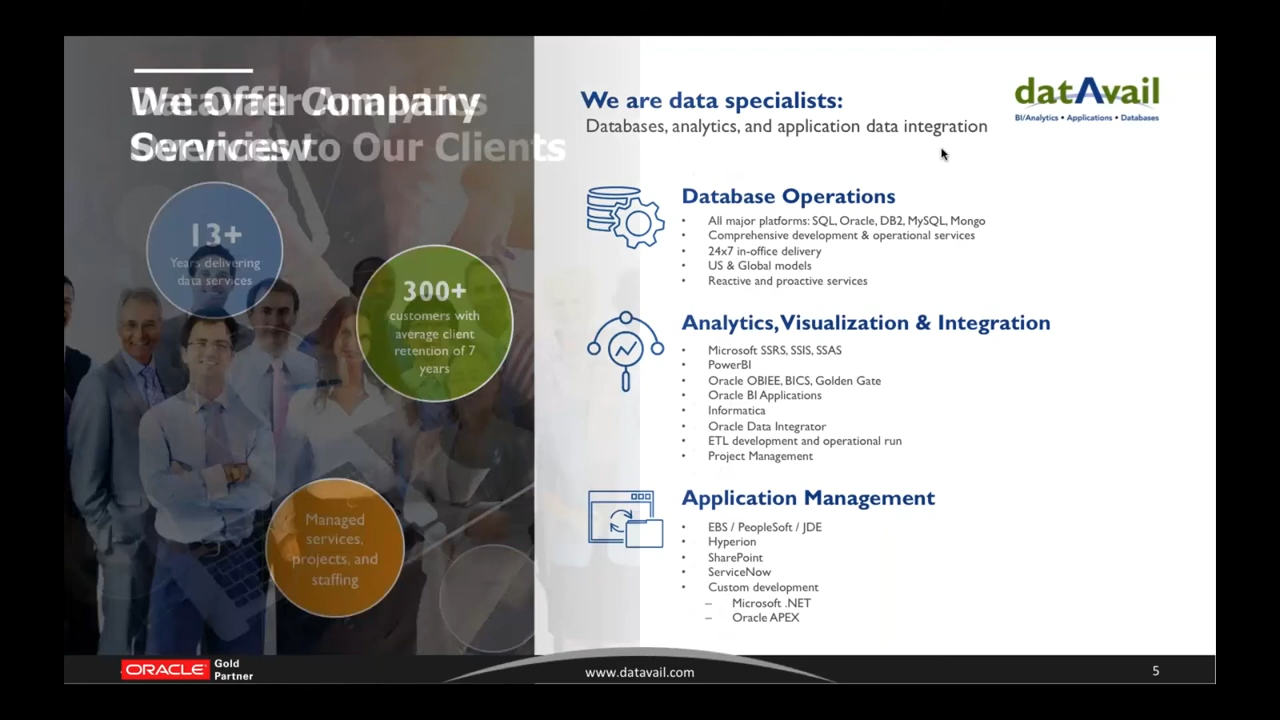 We are data specialists:
Databases, analytics, and application data integration
datAvail
BI/Analytics • Applications • Databases
Services to Our Clients
13+
Years delivering
data services
300+
customers with
average client
retention of 7
years
Managed
services,
projects, and
staffing
Database Operations
• All major platforms: SQL, Oracle, DB2, MySQL, Mongo
• Comprehensive development & operational services
• 24x7 in-office delivery
• US & Global models
• Reactive and proactive services
Analytics, Visualization & Integration
• Microsoft SSRS, SSIS, SSAS
• PowerBI
• Oracle OBIEE, BICS, Golden Gate
• Oracle BI Applications
• Informatica
• Oracle Data Integrator
• ETL development and operational run
• Project Management
Application Management
• EBS / PeopleSoft / JDE
• Hyperion
• SharePoint
• ServiceNow
• Custom development
– Microsoft .NET
– Oracle APEX
ORACLE Gold
Partner
www.datavail.com
5